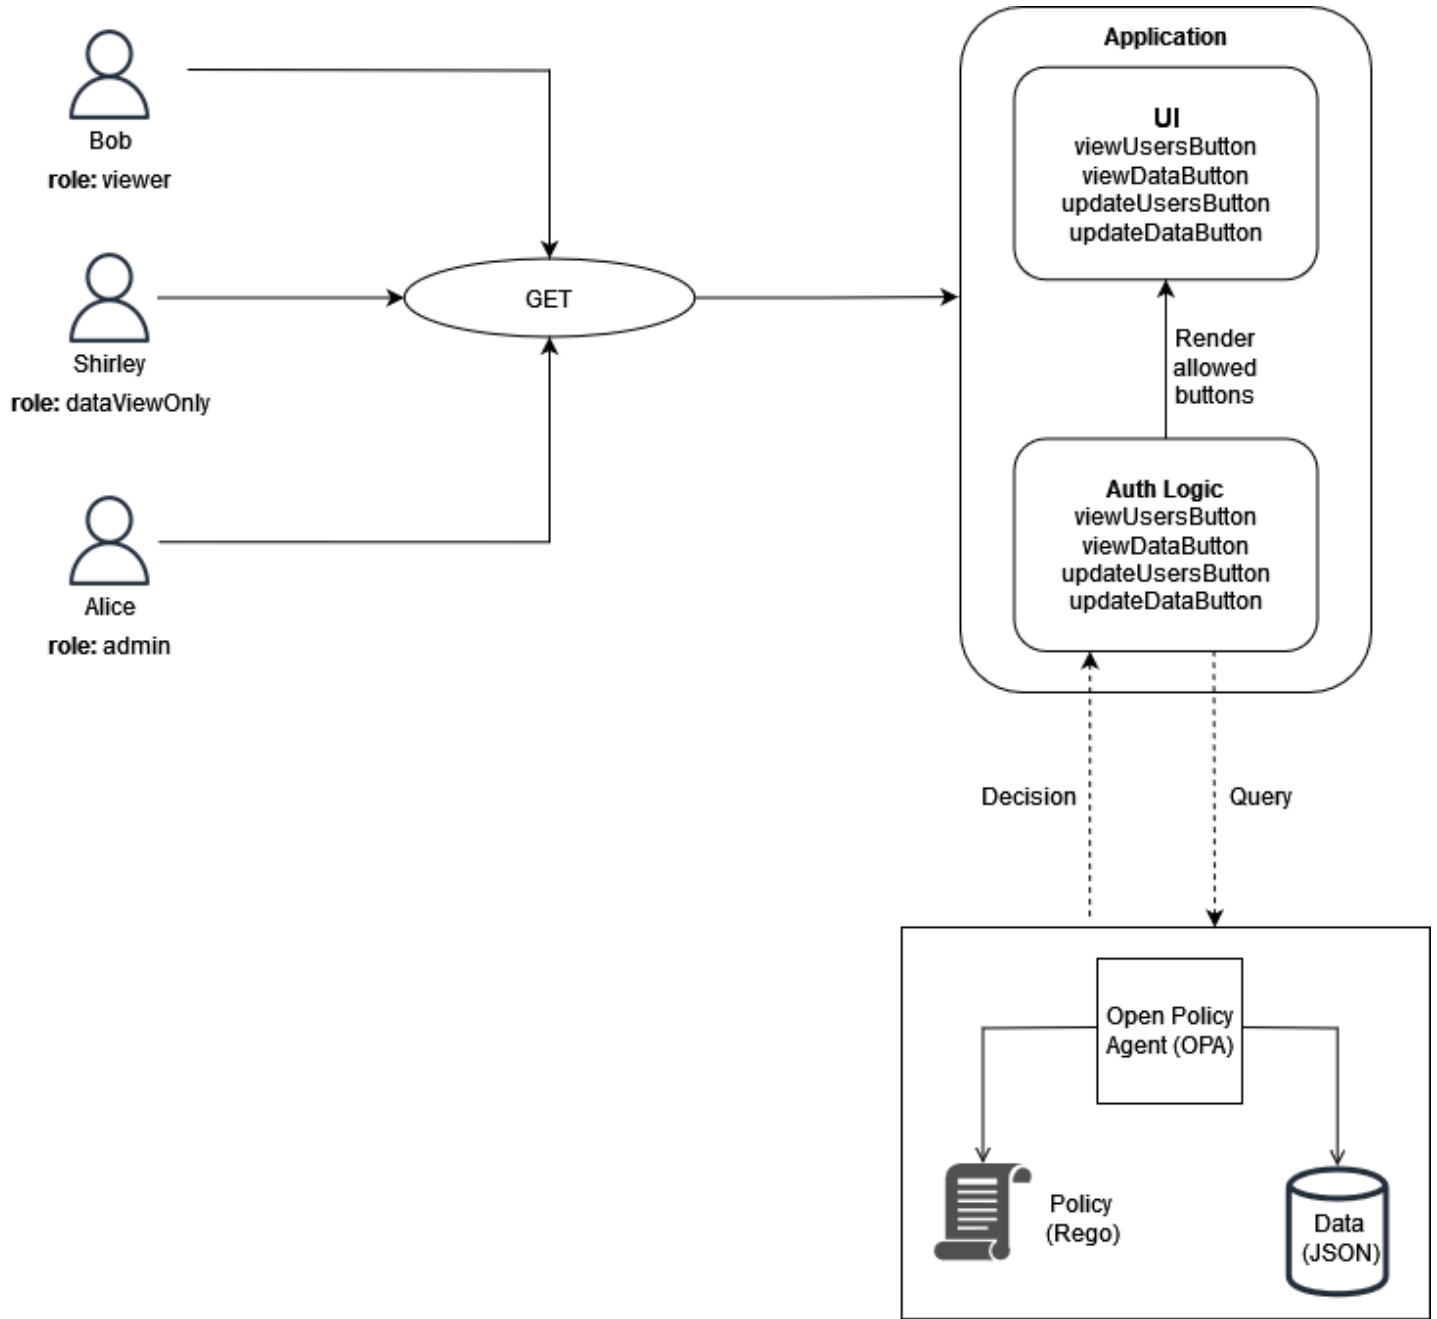 Application
UI
viewUsersButton
viewDataButton
updateUsersButton
updateDataButton
Bob
role: viewer
GET
Shirley
role: dataViewOnly
Render
allowed
buttons
Auth Logic
viewUsersButton
viewDataButton
updateUsersButton
updateDataButton
Alice
role: admin
Decision
Query
Open Policy
Agent (OPA)
Policy
(Rego)
Data
(JSON)